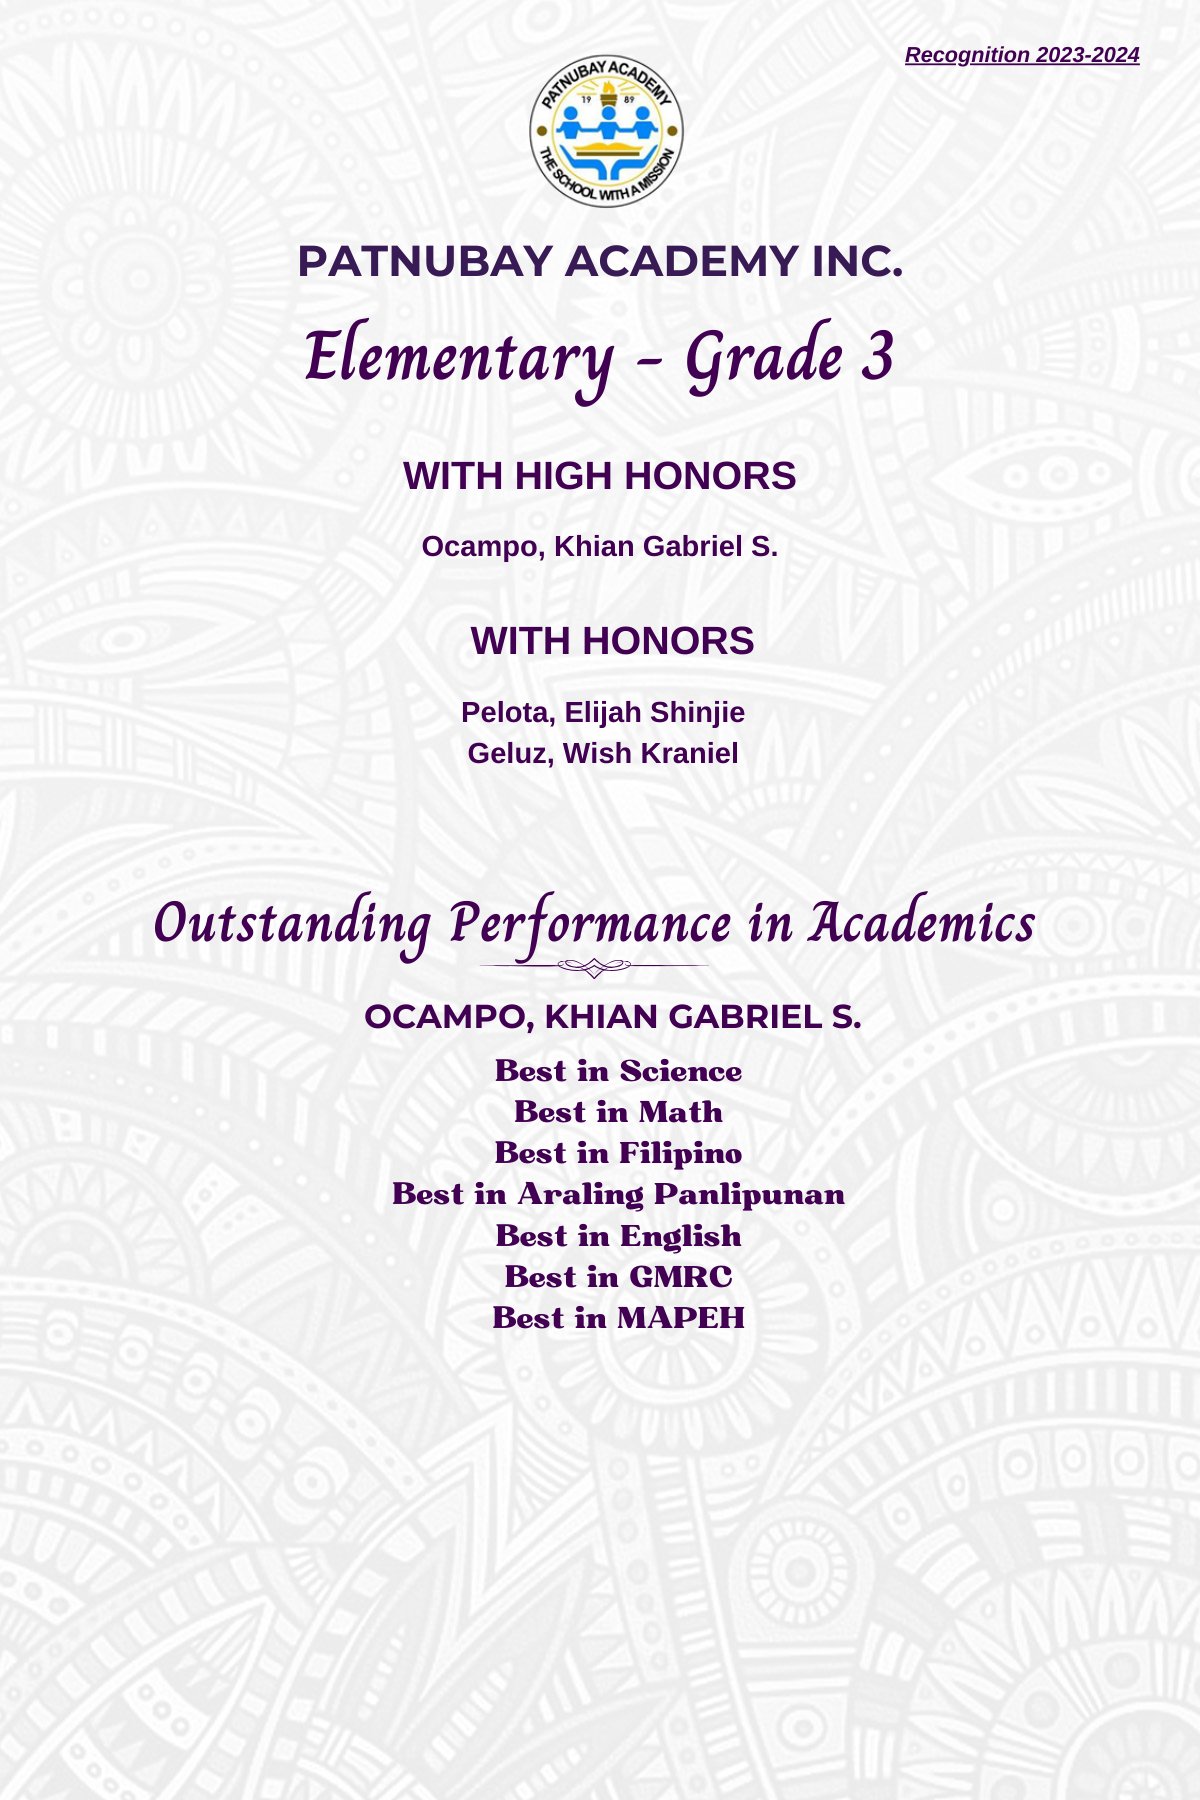 Recognition 2023-2024
PATNUBAY ACADEMY
19 89
THE SCHOOL WITH A MISSION
PATNUBAY ACADEMY INC.
Elementary - Grade 3
WITH HIGH HONORS
Ocampo, Khian Gabriel S.
WITH HONORS
Pelota, Elijah Shinjie
Geluz, Wish Kraniel
Outstanding Performance in Academics
OCAMPO, KHIAN GABRIEL S.
Best in Science
Best in Math
Best in Filipino
Best in Araling Panlipunan
Best in English
Best in GMRC
Best in MAPEH